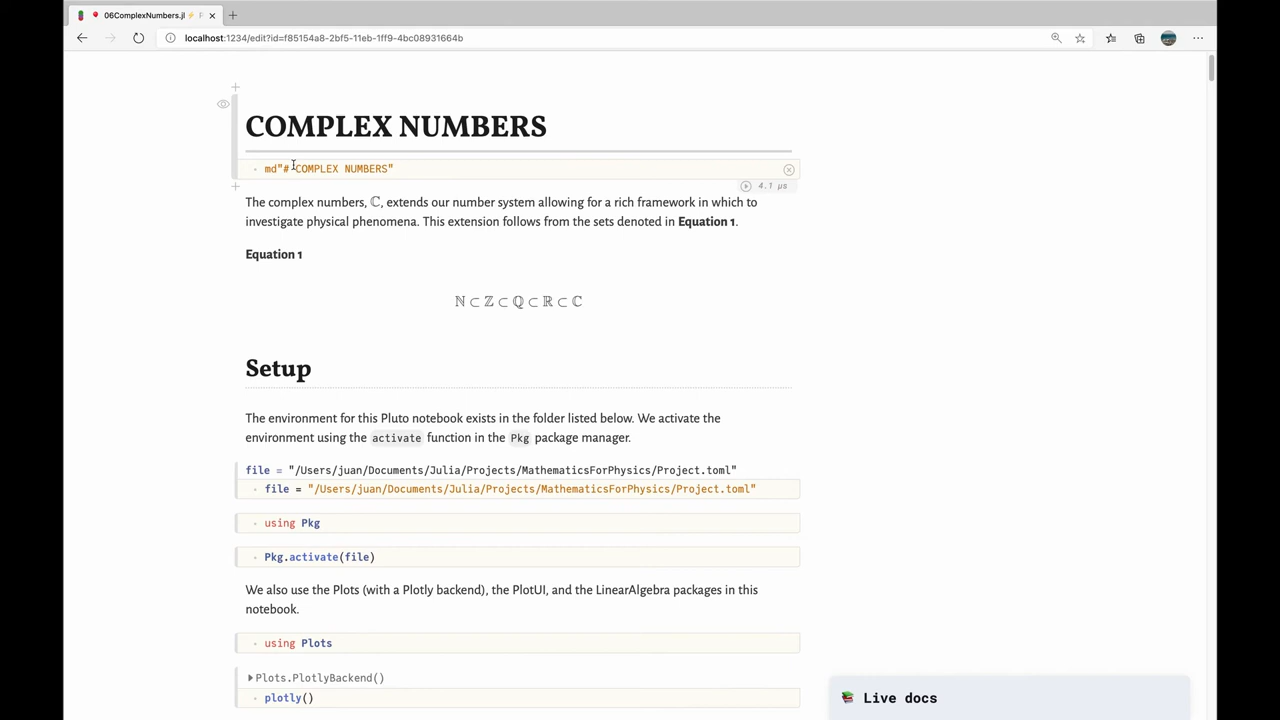 06ComplexNumbers.jl
localhost:1234/edit?id=f85154a8-2bf5-11eb-1ff9-4bc08931664b
COMPLEX NUMBERS
md"# COMPLEX NUMBERS"
4.1 μs
The complex numbers, ℂ, extends our number system allowing for a rich framework in which to
investigate physical phenomena. This extension follows from the sets denoted in Equation 1.
Equation 1
ℕ ⊂ ℤ ⊂ ℚ ⊂ ℝ ⊂ ℂ
Setup
The environment for this Pluto notebook exists in the folder listed below. We activate the
environment using the activate function in the Pkg package manager.
file = "/Users/juan/Documents/Julia/Projects/MathematicsForPhysics/Project.toml"
file = "/Users/juan/Documents/Julia/Projects/MathematicsForPhysics/Project.toml"
using Pkg
Pkg.activate(file)
We also use the Plots (with a Plotly backend), the PlotUI, and the LinearAlgebra packages in this
notebook.
using Plots
Plots.PlotlyBackend()
plotly()
Live docs